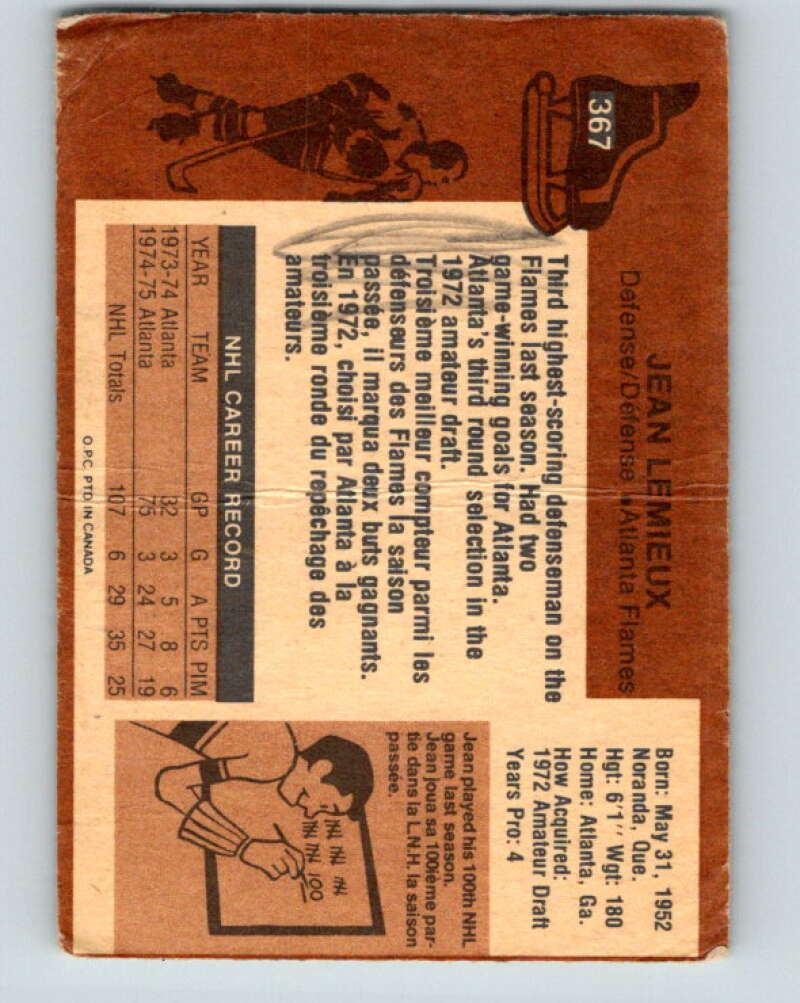 367
JEAN LEMIEUX
Defense/Défense • Atlanta Flames
Born: May 31, 1952
Noranda, Que.
Hgt: 6'1'' Wgt: 180
Home: Atlanta, Ga.
How Acquired:
1972 Amateur Draft
Years Pro: 4
Third highest-scoring defenseman on the
Flames last season. Had two
game-winning goals for Atlanta.
Atlanta's third round selection in the
1972 amateur draft.
Troisième meilleur compteur parmi les
défenseurs des Flames la saison
passée, il marqua deux buts gagnants.
En 1972, choisi par Atlanta à la
troisième ronde du repêchage des
amateurs.
NHL CAREER RECORD
YEAR TEAM GP G A PTS PIM
1973-74 Atlanta 32 3 5 8 6
1974-75 Atlanta 75 3 24 27 19
NHL Totals 107 6 29 35 25
O.P.C. PTD. IN CANADA
Jean played his 100th NHL
game last season.
Jean joua sa 100ième par-
tie dans la L.N.H. la saison
passée.
100